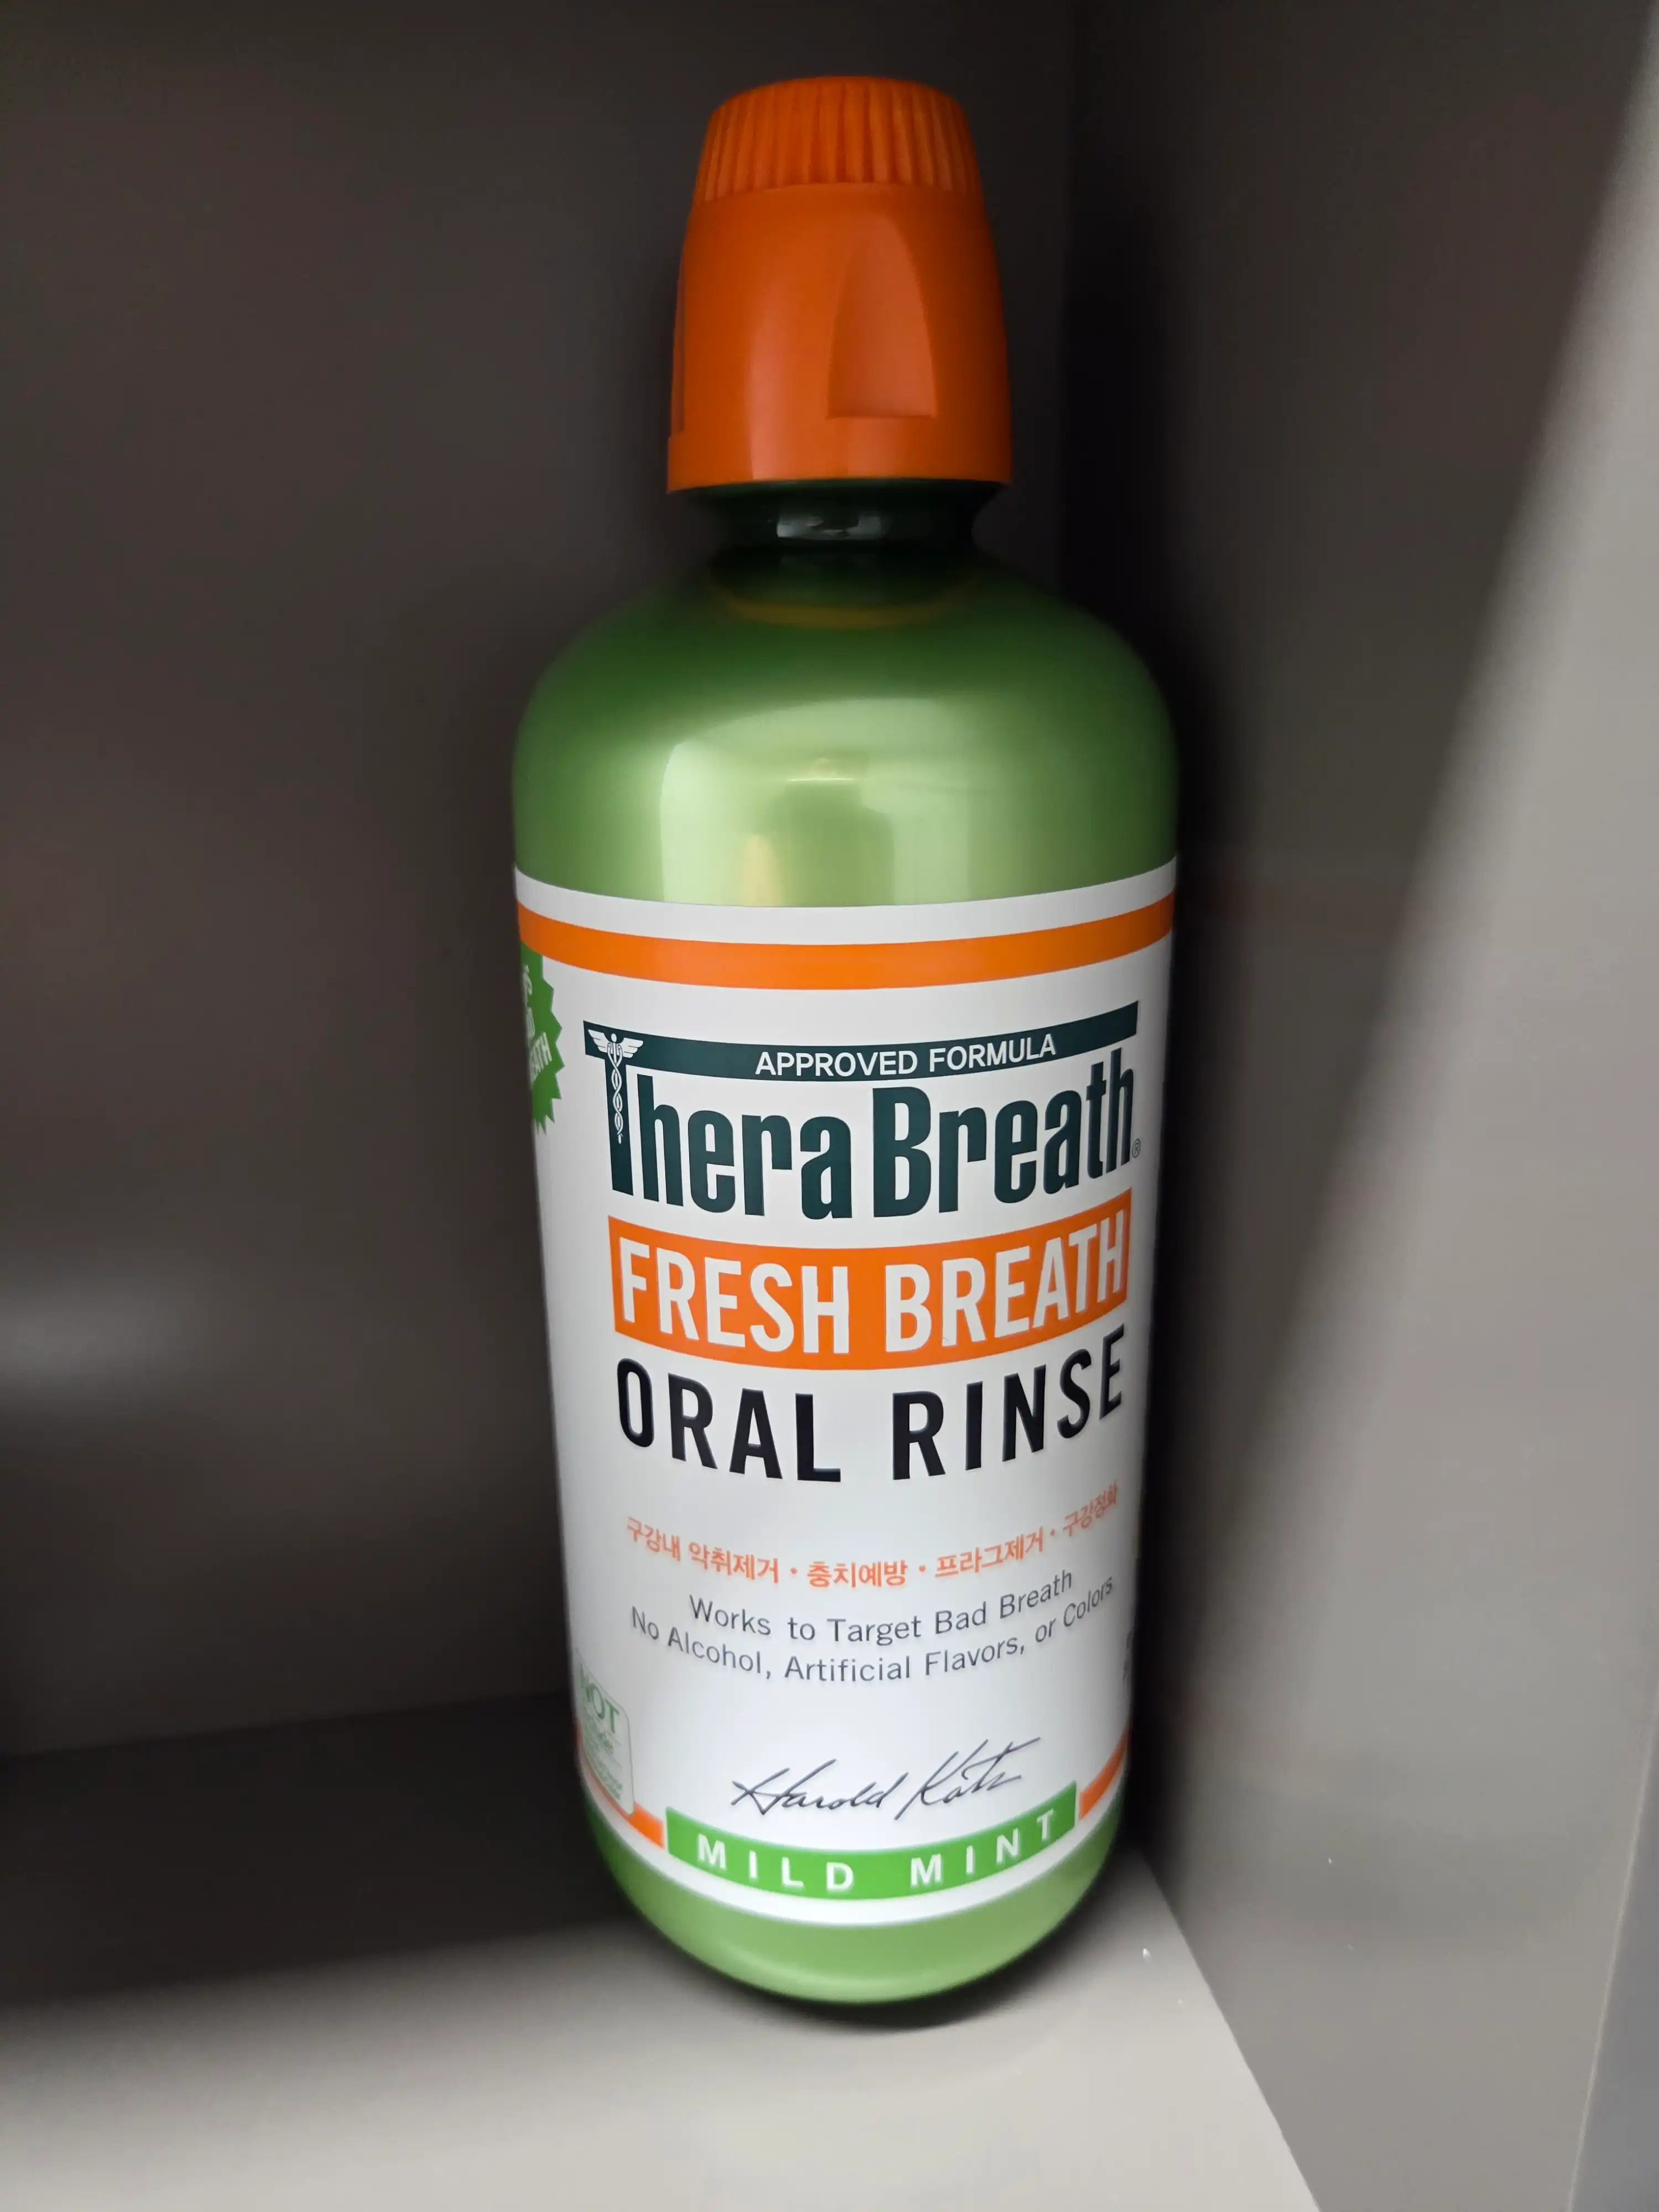 APPROVED FORMULA
TheraBreath®
FRESH BREATH
ORAL RINSE
구강내 악취제거 · 충치예방 · 프라그제거 · 구강정화
Works to Target Bad Breath
No Alcohol, Artificial Flavors, or Colors
NOT
Harold Katz
MILD MINT